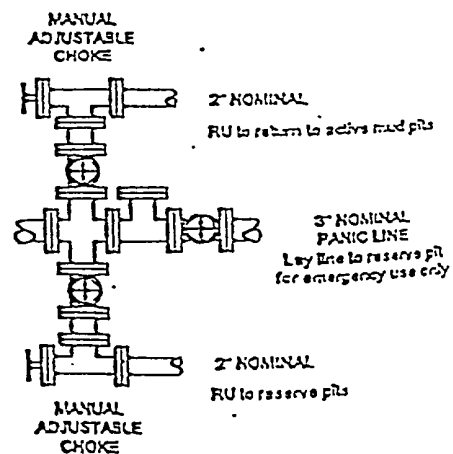 MANUAL
ADJUSTABLE
CHOKE
2" NOMINAL
RU to return to active mud pits
3" NOMINAL
PANIC LINE
Lay line to reserve pit
for emergency use only
2" NOMINAL
RU to reserve pits
MANUAL
ADJUSTABLE
CHOKE